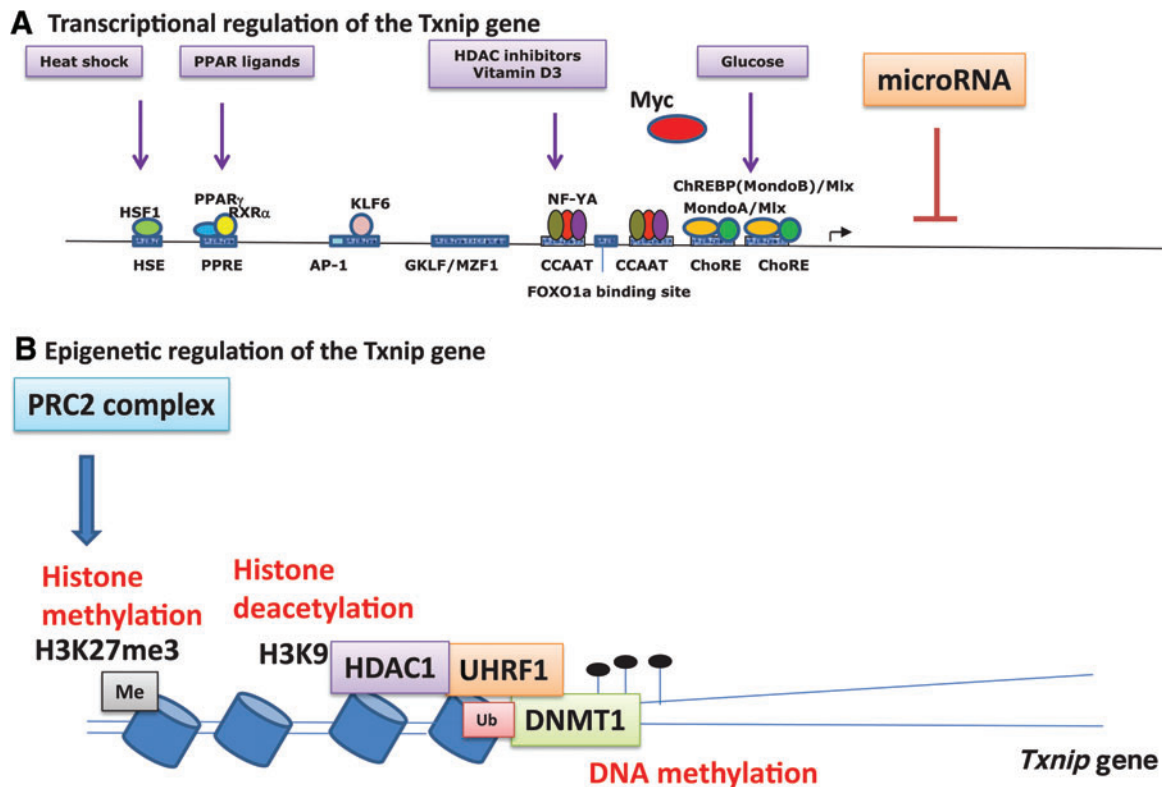 A Transcriptional regulation of the Txnip gene
Heat shock
PPAR ligands
HDAC inhibitors
Vitamin D3
Glucose
microRNA
Myc
HSF1
PPARγ
RXRα
KLF6
NF-YA
ChREBP(MondoB)/Mlx
MondoA/Mlx
HSE
PPRE
AP-1
GKLF/MZF1
CCAAT
CCAAT
ChoRE
ChoRE
FOXO1a binding site
B Epigenetic regulation of the Txnip gene
PRC2 complex
Histone
methylation
H3K27me3
Me
Histone
deacetylation
H3K9
HDAC1
UHRF1
Ub
DNMT1
DNA methylation
Txnip gene